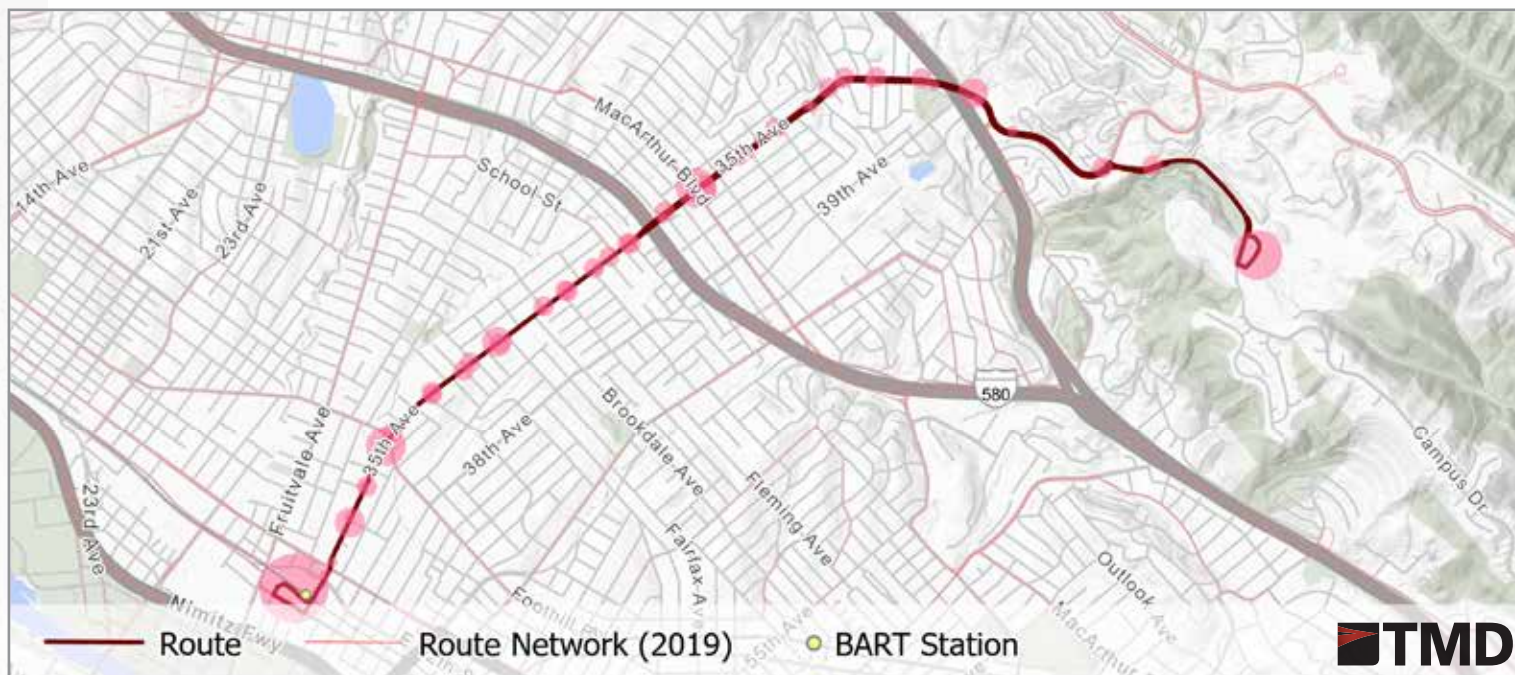 MacArthur Blvd
35th Ave
School-St
39th-Ave
14th-Ave
21st-Ave
23rd-Ave
580
35th Ave
38th-Ave
Brookdale Ave
Fleming Ave
Fairfax Ave
Fruitvale-Ave
23rd Ave
Campus Dr
Outlook Ave
Nimitz Fwy
Foothill
55th Ave
MacArthur
Route
Route Network (2019)
BART Station
TMD